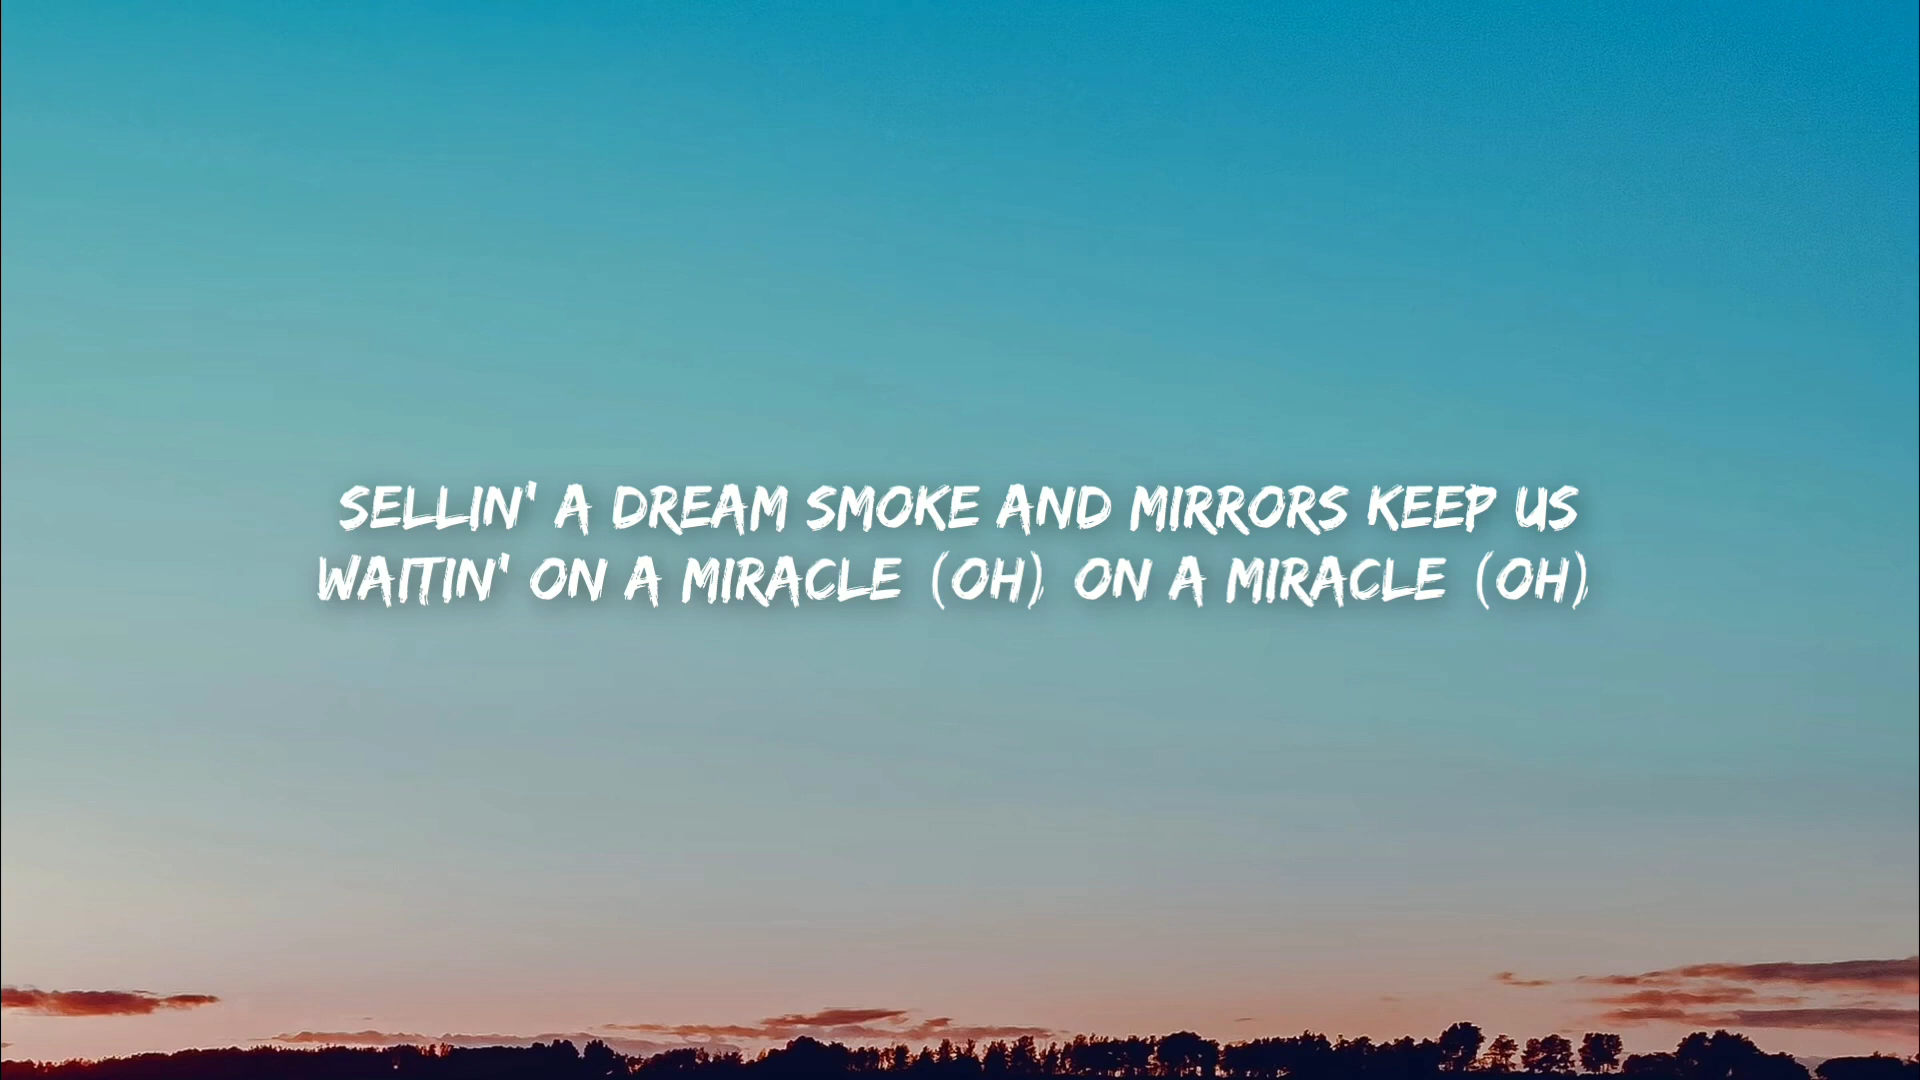 SELLIN' A DREAM SMOKE AND MIRRORS KEEP US
WAITIN' ON A MIRACLE (OH) ON A MIRACLE (OH)